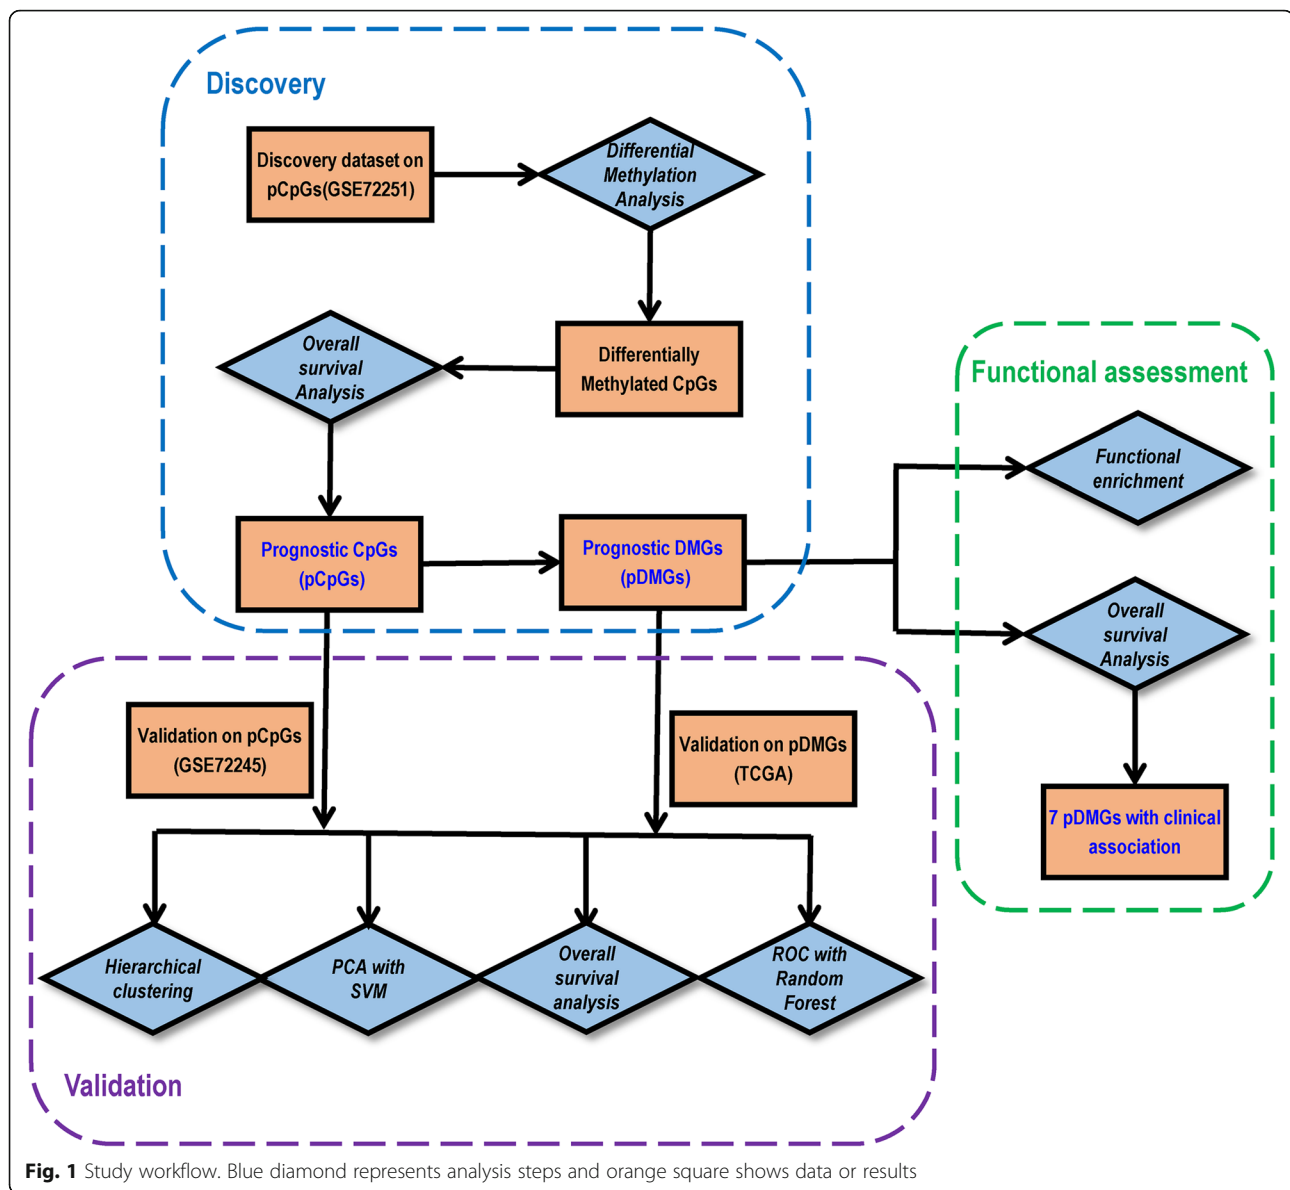 Discovery
Discovery dataset on
pCpGs(GSE72251)
Differential
Methylation
Analysis
Overall
survival
Analysis
Differentially
Methylated CpGs
Prognostic CpGs
(pCpGs)
Prognostic DMGs
(pDMGs)
Functional assessment
Functional
enrichment
Overall
survival
Analysis
7 pDMGs with clinical
association
Validation on pCpGs
(GSE72245)
Validation on pDMGs
(TCGA)
Hierarchical
clustering
PCA with
SVM
Overall
survival
analysis
ROC with
Random
Forest
Validation
Fig. 1 Study workflow. Blue diamond represents analysis steps and orange square shows data or results